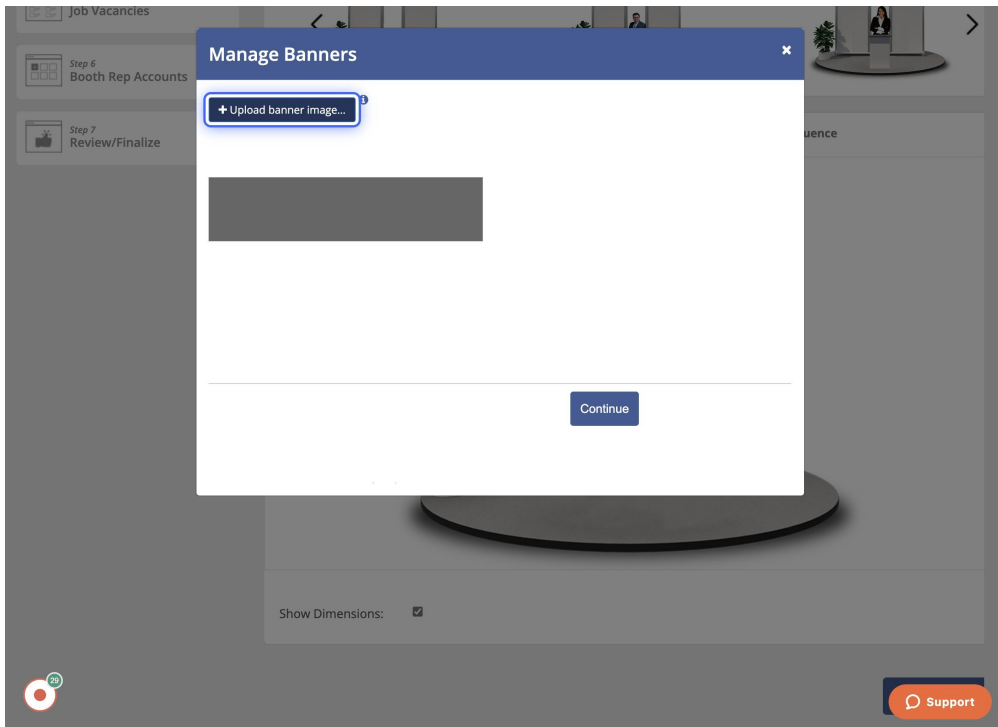 Job Vacancies
Step 6
Booth Rep Accounts
Step 7
Review/Finalize
Manage Banners
×
+ Upload banner image...
i
uence
Continue
Show Dimensions:
29
Support